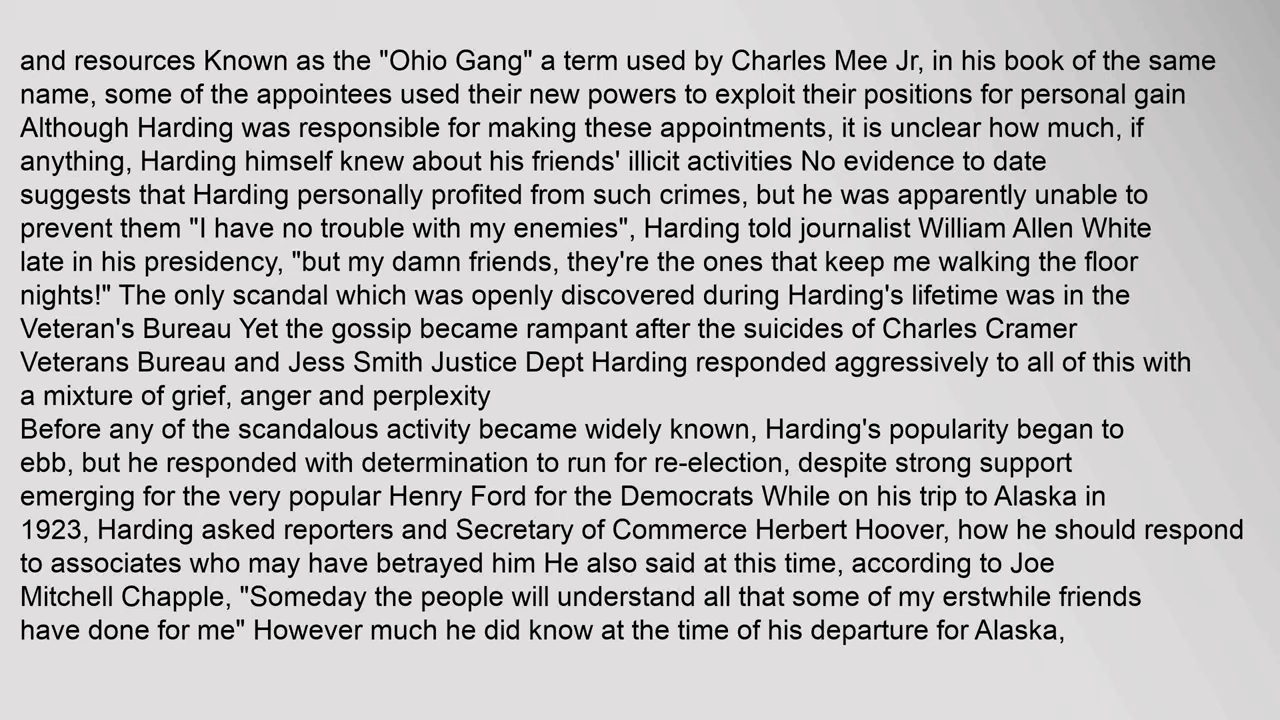 and resources Known as the "Ohio Gang" a term used by Charles Mee Jr, in his book of the same
name, some of the appointees used their new powers to exploit their positions for personal gain
Although Harding was responsible for making these appointments, it is unclear how much, if
anything, Harding himself knew about his friends' illicit activities No evidence to date
suggests that Harding personally profited from such crimes, but he was apparently unable to
prevent them "I have no trouble with my enemies", Harding told journalist William Allen White
late in his presidency, "but my damn friends, they're the ones that keep me walking the floor
nights!" The only scandal which was openly discovered during Harding's lifetime was in the
Veteran's Bureau Yet the gossip became rampant after the suicides of Charles Cramer
Veterans Bureau and Jess Smith Justice Dept Harding responded aggressively to all of this with
a mixture of grief, anger and perplexity
Before any of the scandalous activity became widely known, Harding's popularity began to
ebb, but he responded with determination to run for re-election, despite strong support
emerging for the very popular Henry Ford for the Democrats While on his trip to Alaska in
1923, Harding asked reporters and Secretary of Commerce Herbert Hoover, how he should respond
to associates who may have betrayed him He also said at this time, according to Joe
Mitchell Chapple, "Someday the people will understand all that some of my erstwhile friends
have done for me" However much he did know at the time of his departure for Alaska,